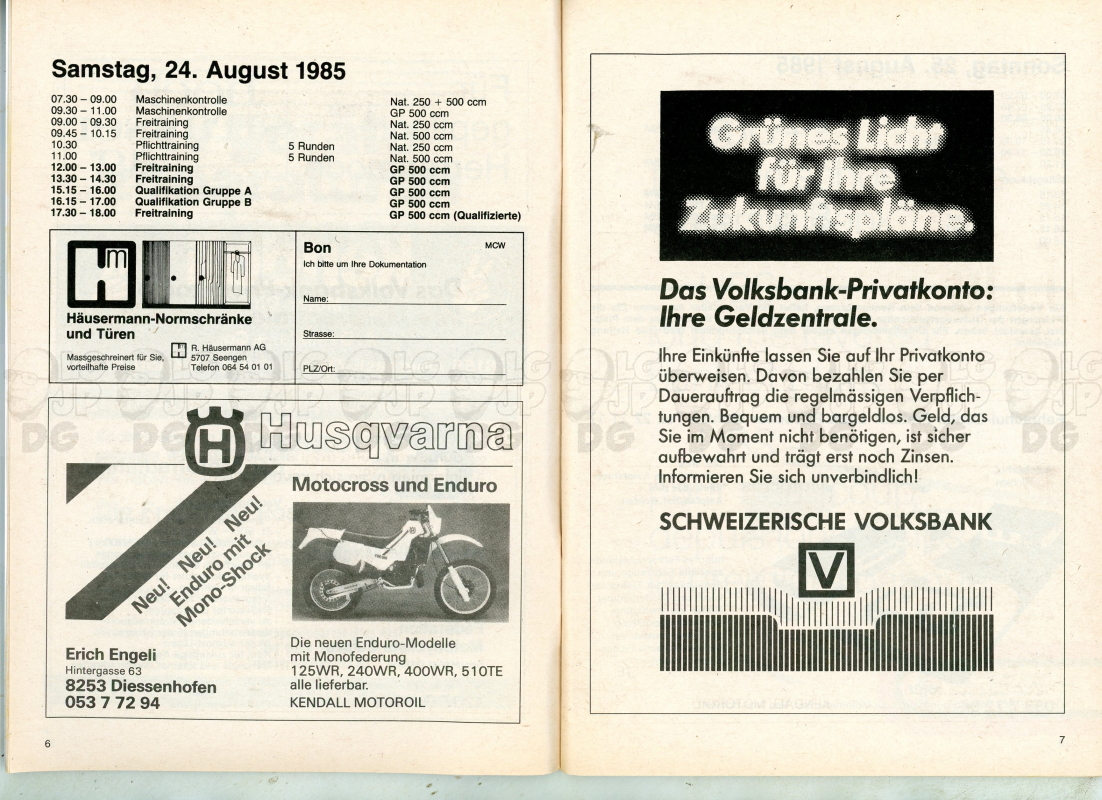 Samstag, 24. August 1985
07.30 – 09.00 Maschinenkontrolle Nat. 250 + 500 ccm
09.30 – 11.00 Maschinenkontrolle GP 500 ccm
09.00 – 09.30 Freitraining Nat. 250 ccm
09.45 – 10.15 Freitraining Nat. 500 ccm
10.30 Pflichttraining 5 Runden Nat. 250 ccm
11.00 Pflichttraining 5 Runden Nat. 500 ccm
12.00 – 13.00 Freitraining GP 500 ccm
13.30 – 14.30 Freitraining GP 500 ccm
15.15 – 16.00 Qualifikation Gruppe A GP 500 ccm
16.15 – 17.00 Qualifikation Gruppe B GP 500 ccm
17.30 – 18.00 Freitraining GP 500 ccm (Qualifizierte)
Hm
Häusermann-Normschränke
und Türen
Massgeschreinert für Sie,
vorteilhafte Preise
R. Häusermann AG
5707 Seengen
Telefon 064 54 01 01
Bon MCW
Ich bitte um Ihre Dokumentation
Name:
Strasse:
PLZ/Ort:
H Husqvarna
Motocross und Enduro
Neu! Neu! Neu!
Enduro mit
Mono-Shock
Erich Engeli
Hintergasse 63
8253 Diessenhofen
053 7 72 94
Die neuen Enduro-Modelle
mit Monofederung
125WR, 240WR, 400WR, 510TE
alle lieferbar.
KENDALL MOTOROIL
6
Grünes Licht
für Ihre
Zukunftspläne.
Das Volksbank-Privatkonto:
Ihre Geldzentrale.
Ihre Einkünfte lassen Sie auf Ihr Privatkonto
überweisen. Davon bezahlen Sie per
Dauerauftrag die regelmässigen Verpflich-
tungen. Bequem und bargeldlos. Geld, das
Sie im Moment nicht benötigen, ist sicher
aufbewahrt und trägt erst noch Zinsen.
Informieren Sie sich unverbindlich!
SCHWEIZERISCHE VOLKSBANK
V
7